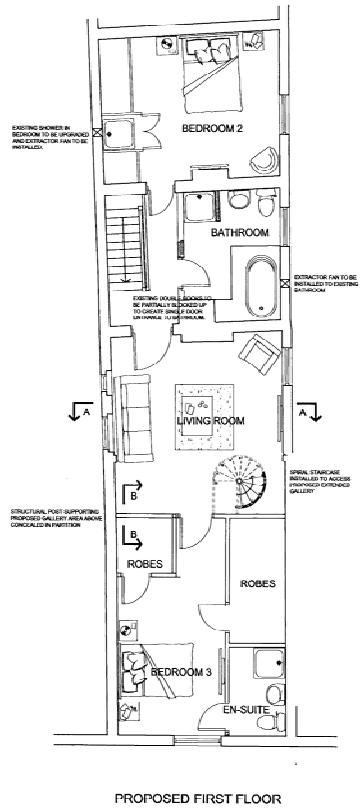 EXISTING SHOWER IN
BEDROOM TO BE UPGRADED
AND EXTRACTOR FAN TO BE
INSTALLED.
BEDROOM 2
BATHROOM
EXTRACTOR FAN TO BE
INSTALLED TO EXISTING
BATHROOM
EXISTING DOUBLE DOORS TO
BE PARTIALLY BLOCKED UP
TO CREATE SINGLE DOOR
ENTRANCE TO BATHROOM.
A
A
LIVING ROOM
B
SPIRAL STAIRCASE
INSTALLED TO ACCESS
PROPOSED EXTENDED
GALLERY
STRUCTURAL POST SUPPORTING
PROPOSED GALLERY AREA ABOVE
CONCEALED IN PARTITION
B
ROBES
ROBES
BEDROOM 3
EN-SUITE
PROPOSED FIRST FLOOR